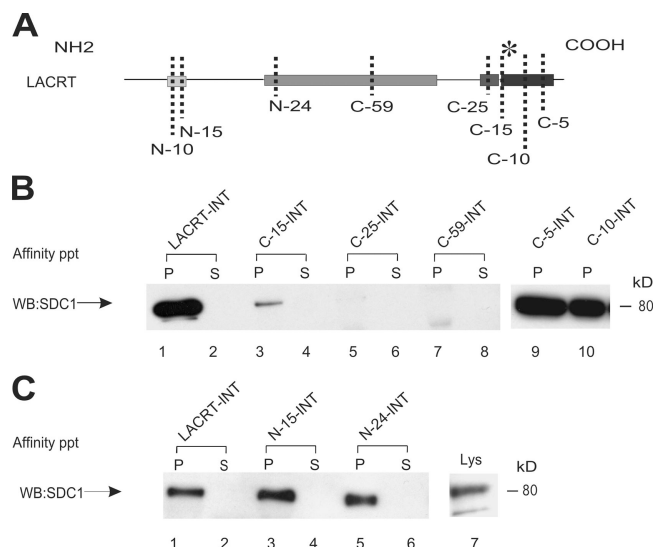 A
NH2 * COOH
LACRT
N-24 C-59 C-25
N-15 C-15 C-5
N-10 C-10
B
LACRT-INT C-15-INT C-25-INT C-59-INT C-5-INT C-10-INT
Affinity ppt
P S P S P S P S P P kD
WB:SDC1 80
1 2 3 4 5 6 7 8 9 10
C
LACRT-INT N-15-INT N-24-INT
Affinity ppt
P S P S P S Lys kD
WB:SDC1 80
1 2 3 4 5 6 7